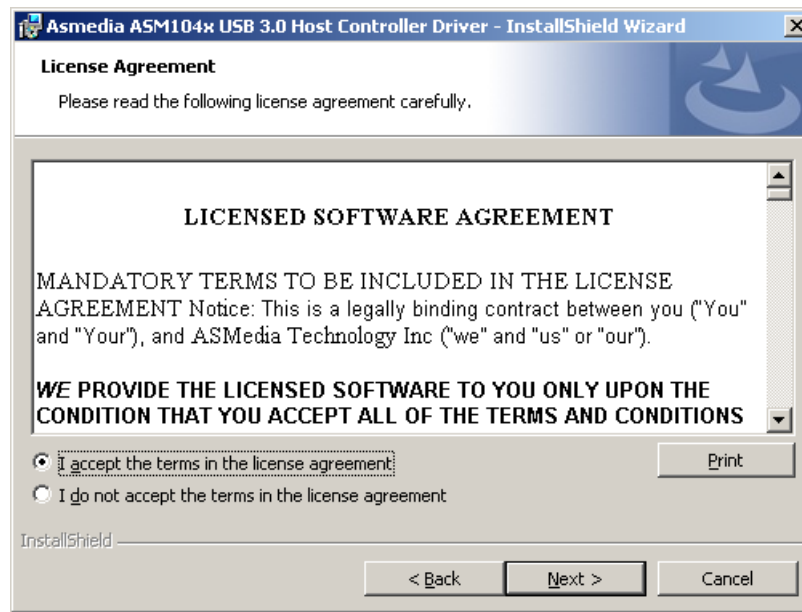 Asmedia ASM104x USB 3.0 Host Controller Driver - InstallShield Wizard
License Agreement
Please read the following license agreement carefully.
LICENSED SOFTWARE AGREEMENT
MANDATORY TERMS TO BE INCLUDED IN THE LICENSE
AGREEMENT Notice: This is a legally binding contract between you ("You"
and "Your"), and ASMedia Technology Inc ("we" and "us" or "our").
WE PROVIDE THE LICENSED SOFTWARE TO YOU ONLY UPON THE
CONDITION THAT YOU ACCEPT ALL OF THE TERMS AND CONDITIONS
I accept the terms in the license agreement
Print
I do not accept the terms in the license agreement
InstallShield
< Back
Next >
Cancel